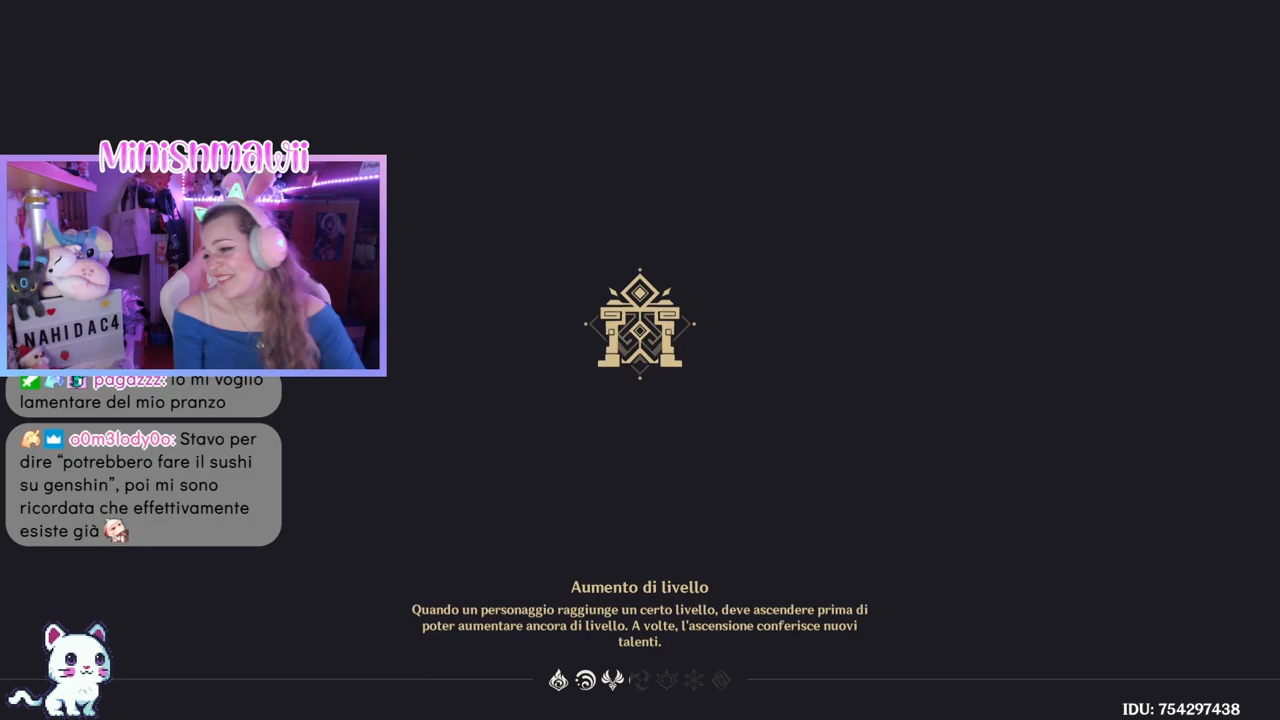 Minishmawii
NAHIDAC4
pagazzz: Io mi voglio
lamentare del mio pranzo
o0m3lody0o: Stavo per
dire “potrebbero fare il sushi
su genshin”, poi mi sono
ricordata che effettivamente
esiste già
Aumento di livello
Quando un personaggio raggiunge un certo livello, deve ascendere prima di
poter aumentare ancora di livello. A volte, l'ascensione conferisce nuovi
talenti.
IDU: 754297438